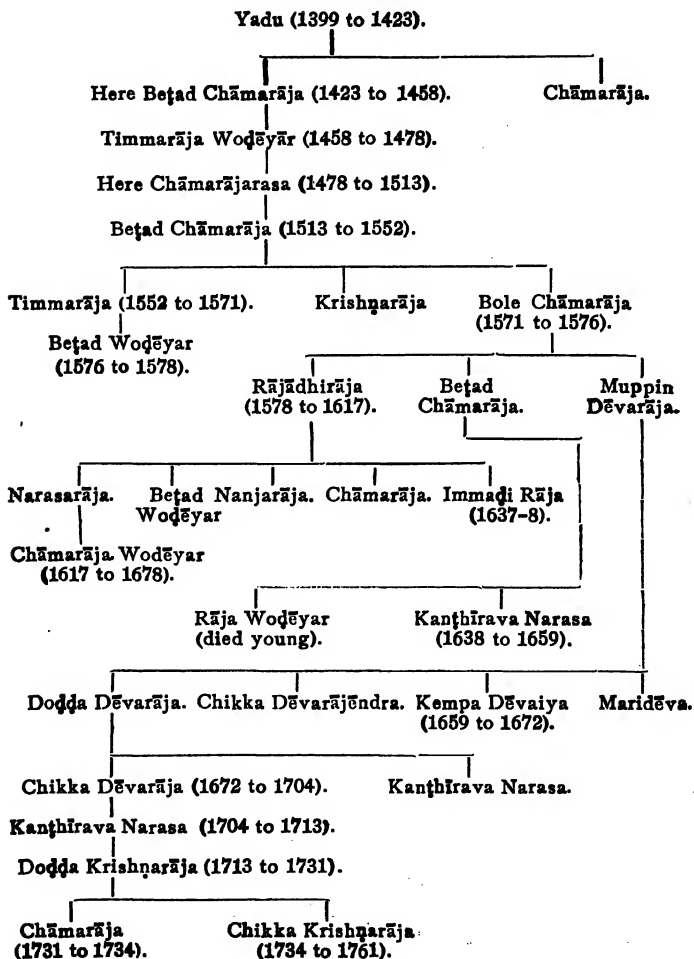 Yadu (1399 to 1423).
Here Beṭad Chāmarāja (1423 to 1458). Chāmarāja.
Timmarāja Woḍēyār (1458 to 1478).
Here Chāmarājarasa (1478 to 1513).
Beṭad Chāmarāja (1513 to 1552).
Timmarāja (1552 to 1571). Krishṇarāja Bole Chāmarāja
(1571 to 1576).
Beṭad Woḍēyar
(1576 to 1578).
Rājādhirāja Beṭad Muppin
(1578 to 1617). Chāmarāja. Dēvarāja.
Narasarāja. Beṭad Nanjarāja. Chāmarāja. Immaḍi Rāja
Woḍēyar (1637-8).
Chāmarāja Woḍēyar
(1617 to 1678).
Rāja Woḍēyar Kanṭhīrava Narasa
(died young). (1638 to 1659).
Doḍḍa Dēvarāja. Chikka Dēvarājēndra. Kempa Dēvaiya Maridēva.
(1659 to 1672).
Chikka Dēvarāja (1672 to 1704). Kanṭhīrava Narasa.
Kanṭhīrava Narasa (1704 to 1713).
Doḍḍa Krishṇarāja (1713 to 1731).
Chāmarāja Chikka Krishṇarāja
(1731 to 1734). (1734 to 1761).